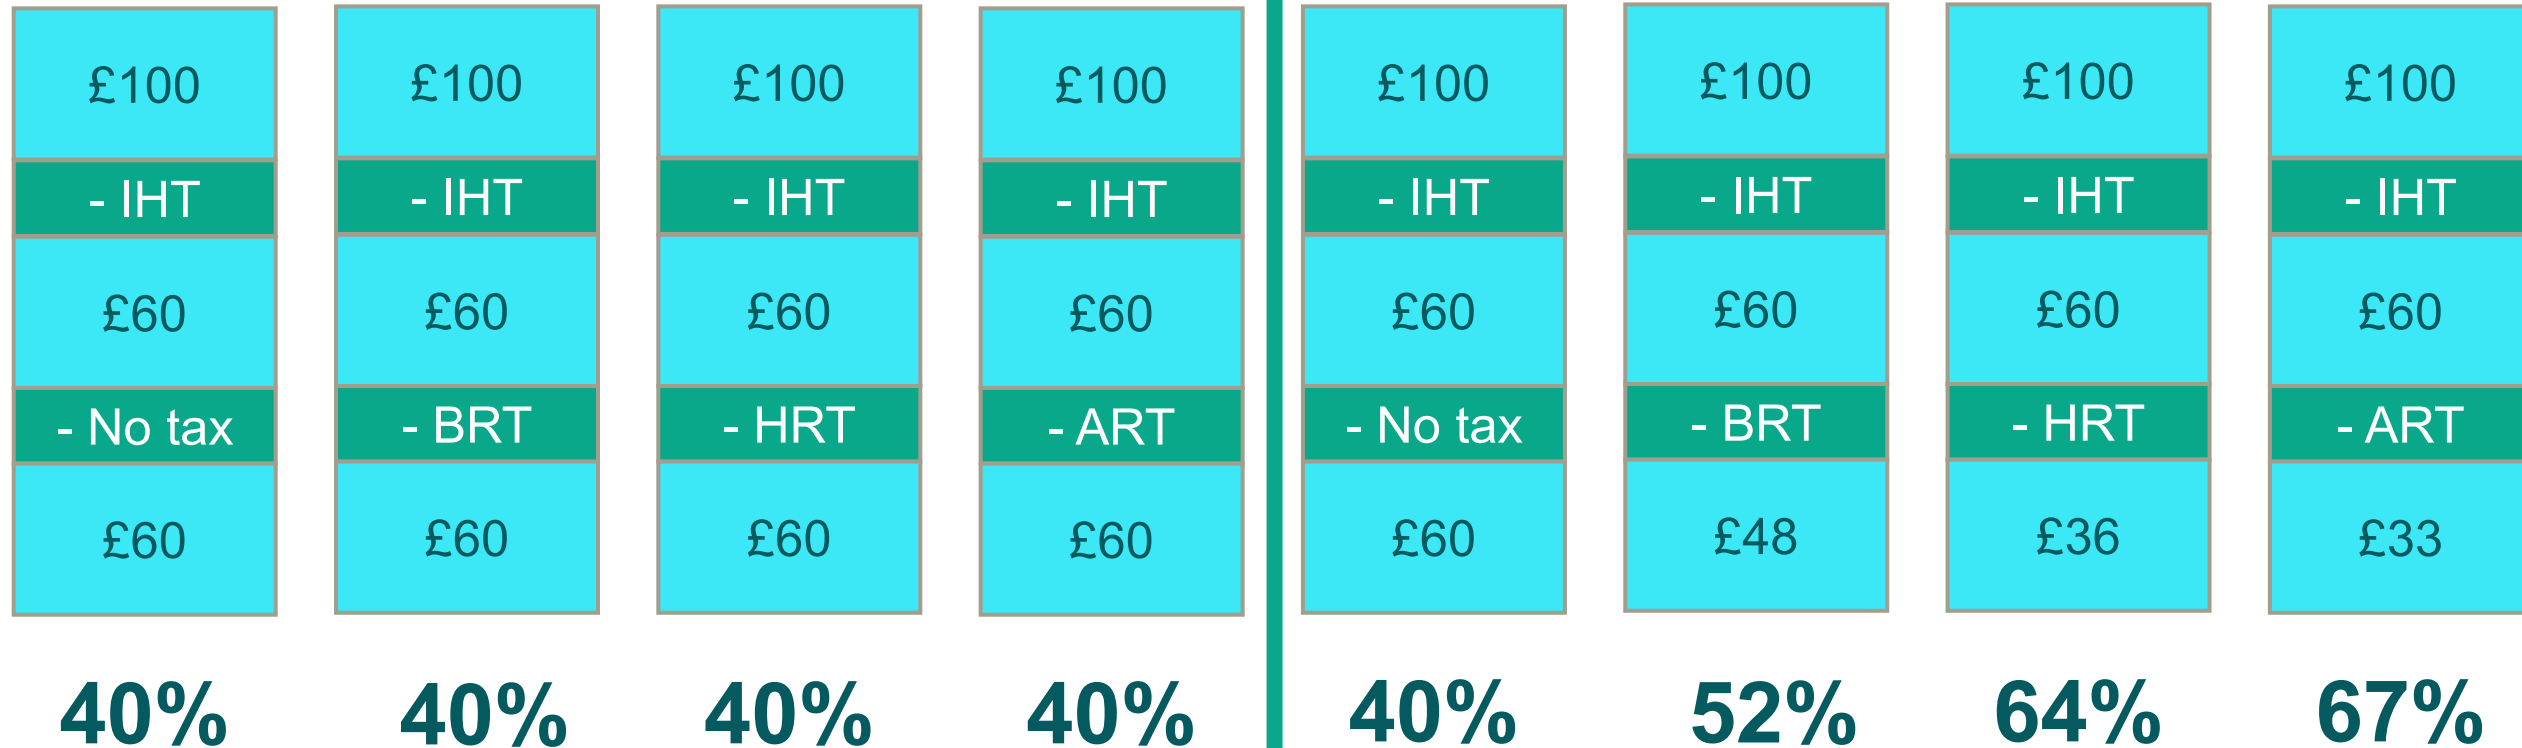 £100
- IHT
£60
- No tax
£60
40%
£100
- IHT
£60
- BRT
£60
40%
£100
- IHT
£60
- HRT
£60
40%
£100
- IHT
£60
- ART
£60
40%
£100
- IHT
£60
- No tax
£60
40%
£100
- IHT
£60
- BRT
£48
52%
£100
- IHT
£60
- HRT
£36
64%
£100
- IHT
£60
- ART
£33
67%